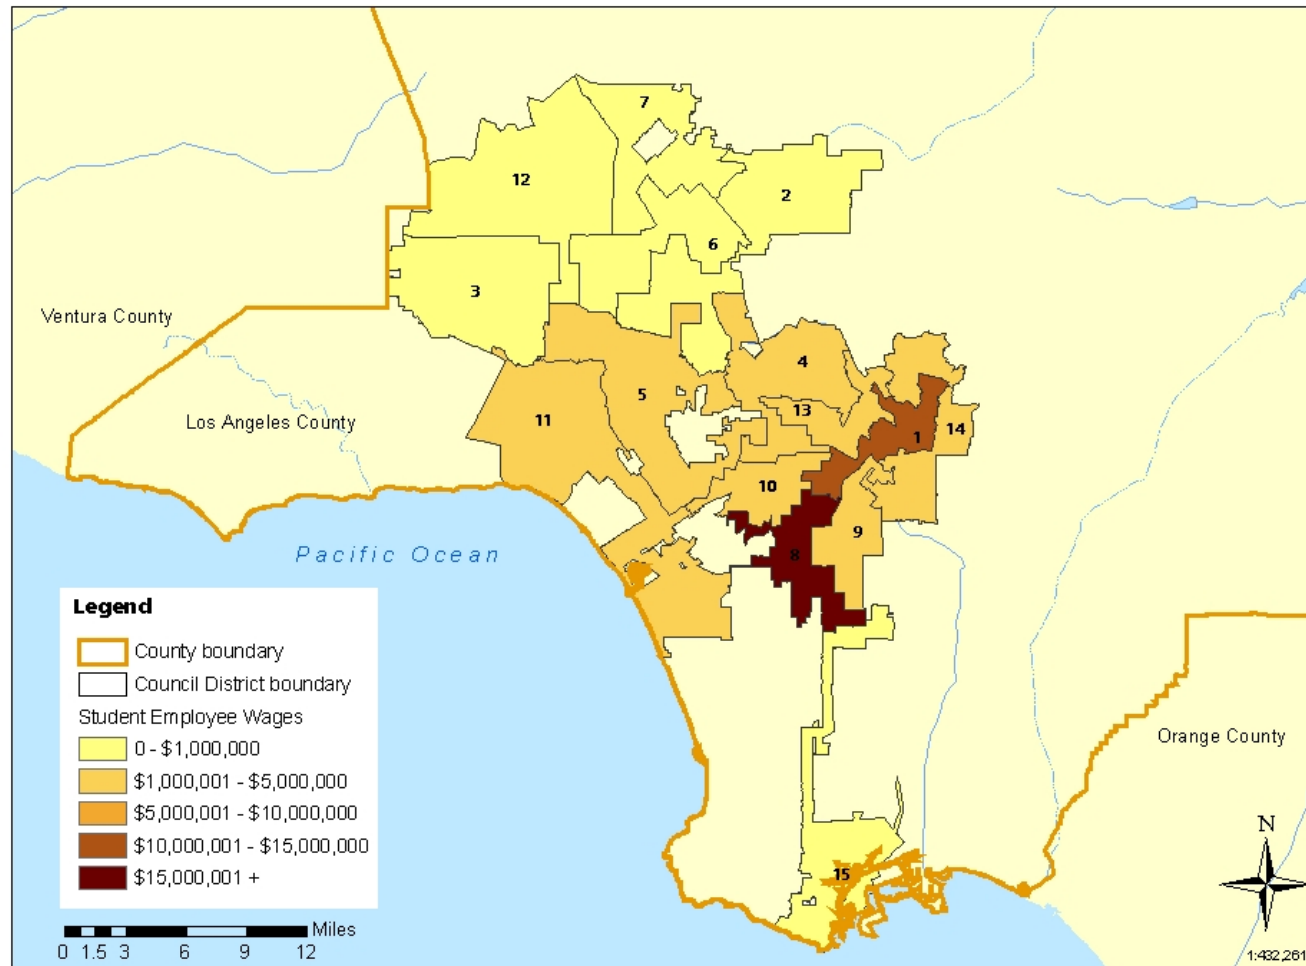 7
12
2
6
3
Ventura County
4
5
13
Los Angeles County
11
1
14
10
9
Pacific Ocean
8
Legend
County boundary
Council District boundary
Student Employee Wages
0 - $1,000,000
$1,000,001 - $5,000,000
$5,000,001 - $10,000,000
$10,000,001 - $15,000,000
$15,000,001 +
Orange County
N
15
Miles
0 1.5 3 6 9 12
1:432,261